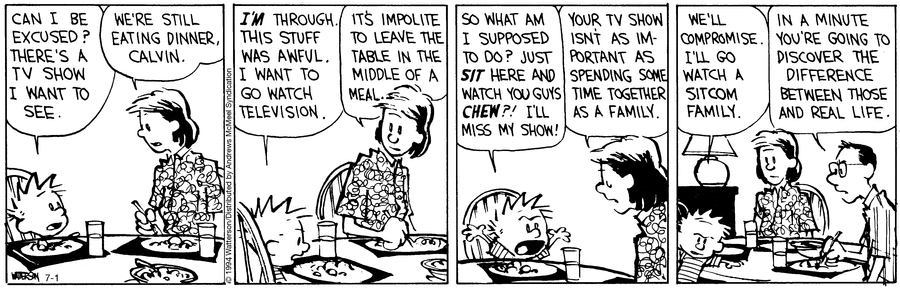 CAN I BE
EXCUSED?
THERE'S A
TV SHOW
I WANT TO
SEE.
WE'RE STILL
EATING DINNER,
CALVIN.
WATTERSON 7-1
© 1994 Watterson/Distributed by Andrews McMeel Syndication
I'M THROUGH.
THIS STUFF
WAS AWFUL.
I WANT TO
GO WATCH
TELEVISION.
IT'S IMPOLITE
TO LEAVE THE
TABLE IN THE
MIDDLE OF A
MEAL.
SO WHAT AM
I SUPPOSED
TO DO? JUST
SIT HERE AND
WATCH YOU GUYS
CHEW?! I'LL
MISS MY SHOW!
YOUR TV SHOW
ISN'T AS IM-
PORTANT AS
SPENDING SOME
TIME TOGETHER
AS A FAMILY.
WE'LL
COMPROMISE.
I'LL GO
WATCH A
SITCOM
FAMILY.
IN A MINUTE
YOU'RE GOING TO
DISCOVER THE
DIFFERENCE
BETWEEN THOSE
AND REAL LIFE.